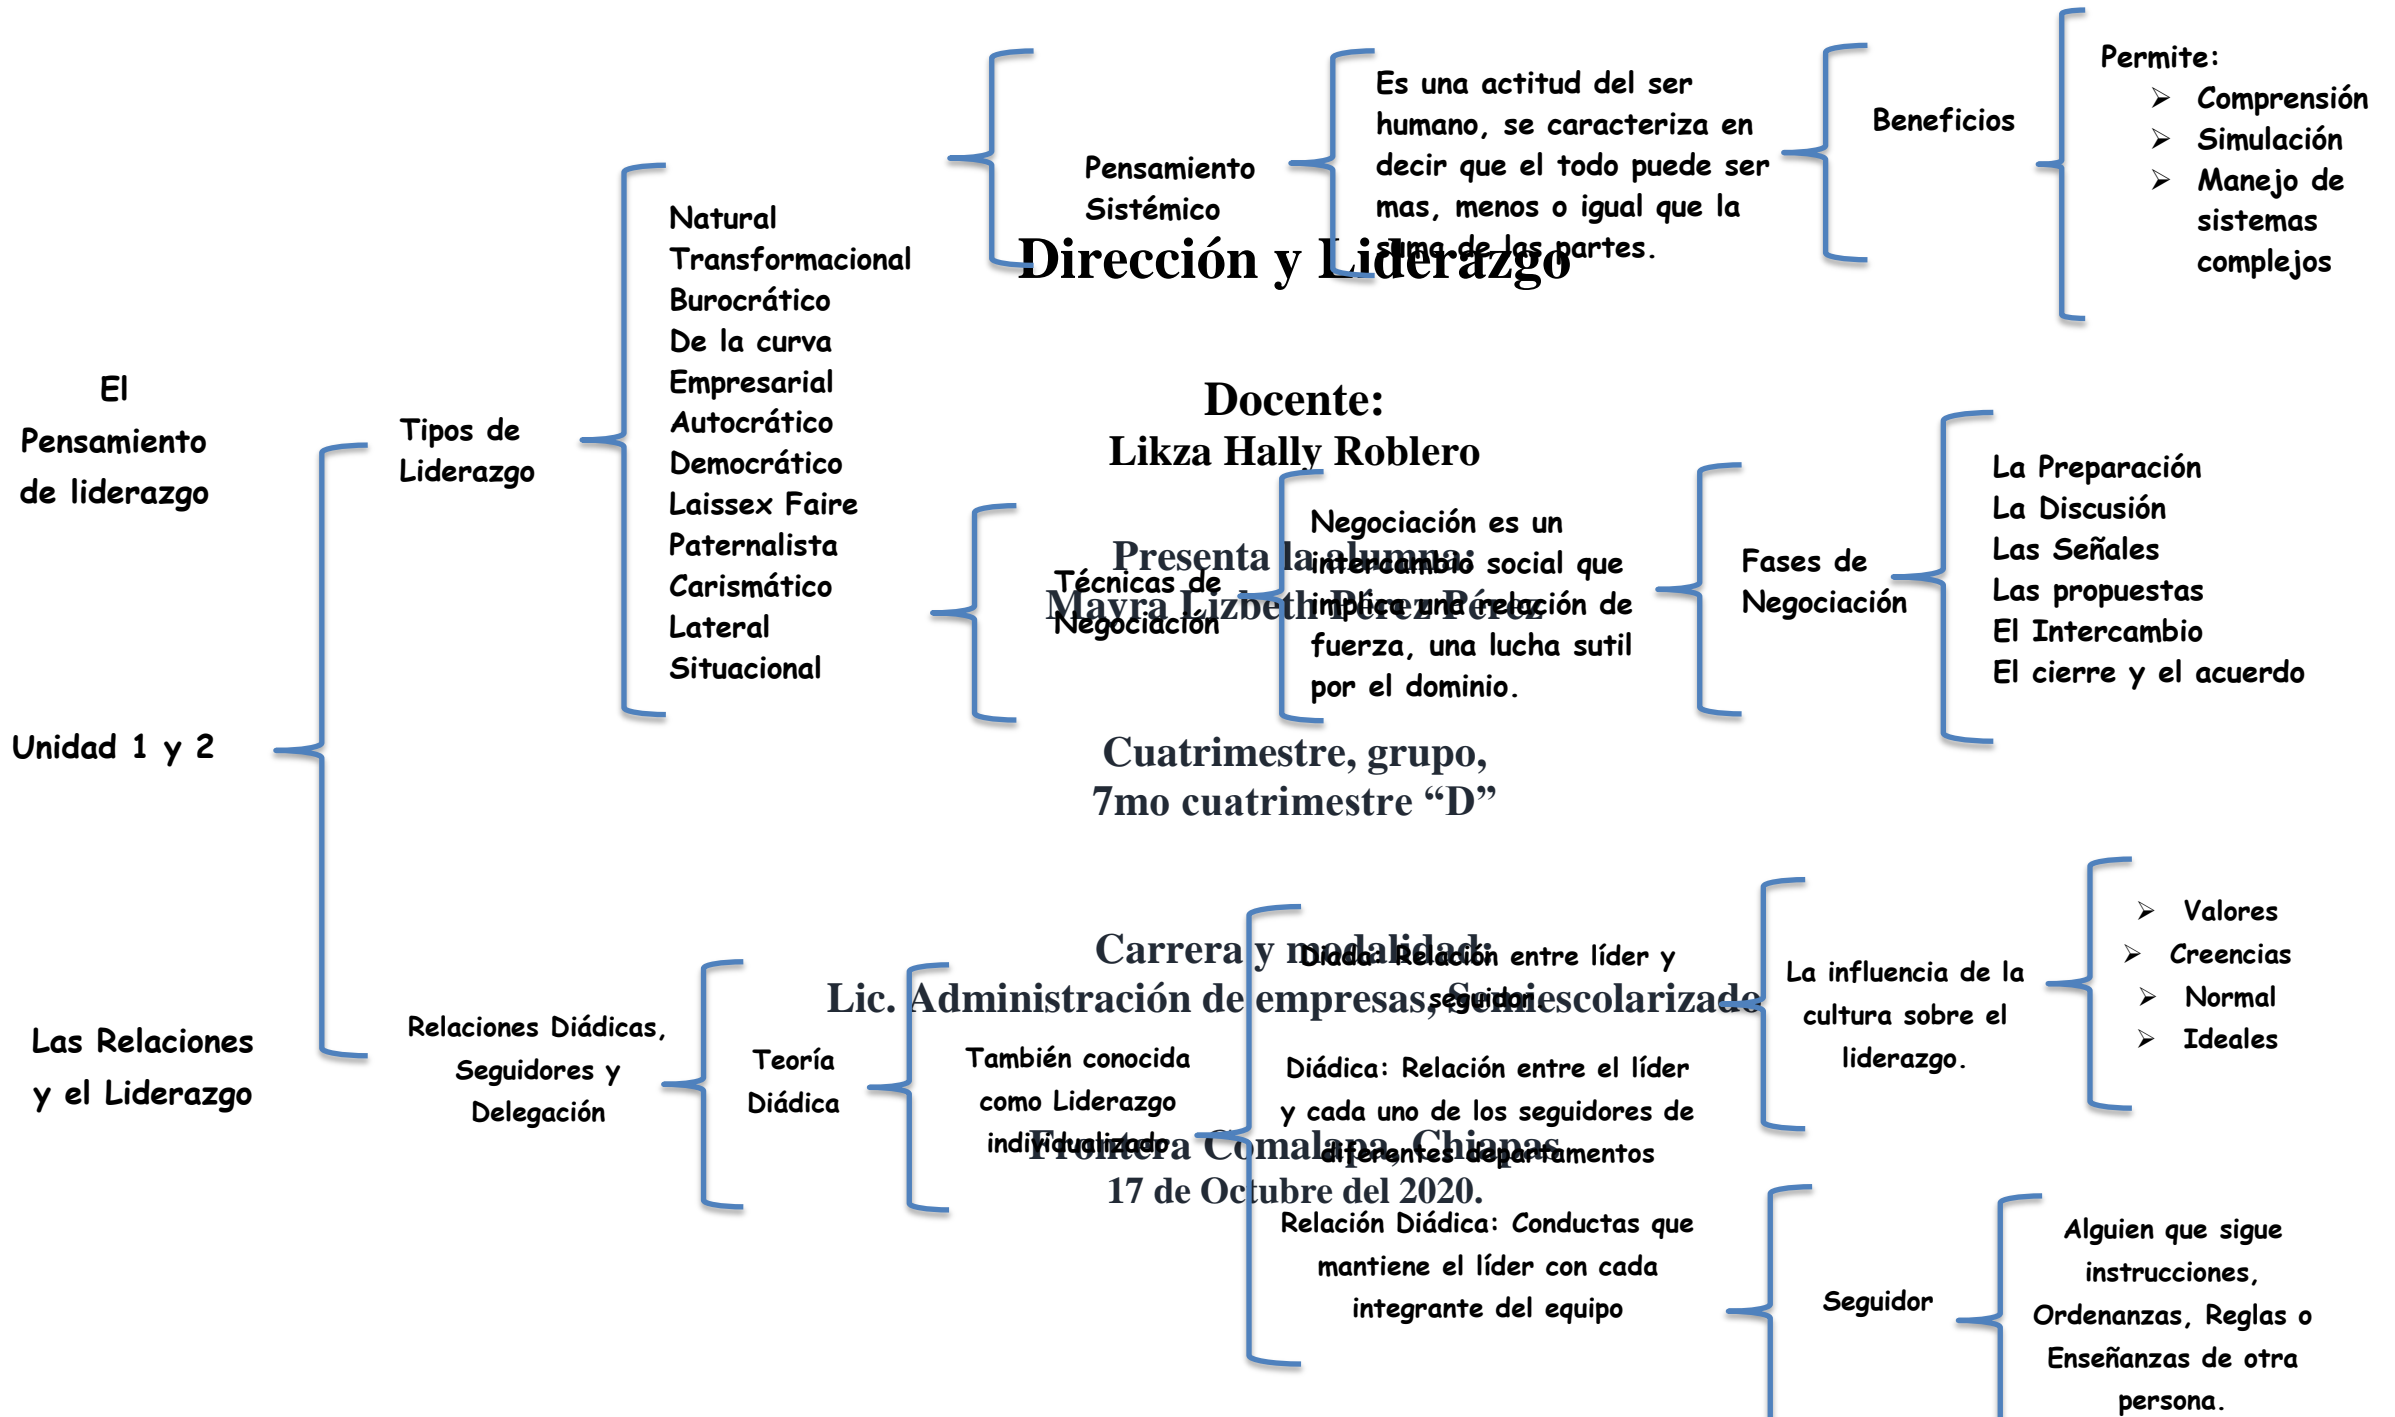 El
Pensamiento
de liderazgo
Unidad 1 y 2
Las Relaciones
y el Liderazgo
Tipos de
Liderazgo
Natural
Transformacional
Burocrático
De la curva
Empresarial
Autocrático
Democrático
Laissex Faire
Paternalista
Carismático
Lateral
Situacional
Pensamiento
Sistémico
Es una actitud del ser
humano, se caracteriza en
decir que el todo puede ser
mas, menos o igual que la
suma de las partes.
Beneficios
Permite:
Comprensión
Simulación
Manejo de
sistemas
complejos
Dirección y Liderazgo
Docente:
Likza Hally Roblero
Presenta la alumna:
Mayra Lizbeth Pérez Pérez
Cuatrimestre, grupo,
7mo cuatrimestre “D”
Carrera y modalidad:
Lic. Administración de empresas, Semiescolarizado
Frontera Comalapa, Chiapas
17 de Octubre del 2020.
Técnicas de
Negociación
Negociación es un
intercambio social que
implica una relación de
fuerza, una lucha sutil
por el dominio.
Fases de
Negociación
La Preparación
La Discusión
Las Señales
Las propuestas
El Intercambio
El cierre y el acuerdo
Relaciones Diádicas,
Seguidores y
Delegación
Teoría
Diádica
También conocida
como Liderazgo
individualizado
Diada: Relación entre líder y
seguidor.
Diádica: Relación entre el líder
y cada uno de los seguidores de
diferentes departamentos
Relación Diádica: Conductas que
mantiene el líder con cada
integrante del equipo
La influencia de la
cultura sobre el
liderazgo.
Valores
Creencias
Normal
Ideales
Seguidor
Alguien que sigue
instrucciones,
Ordenanzas, Reglas o
Enseñanzas de otra
persona.